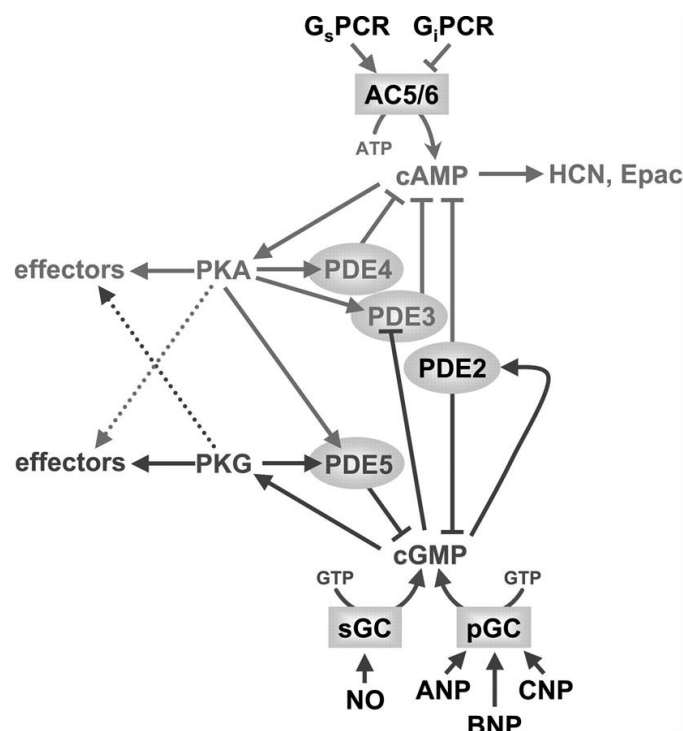 GsPCR GiPCR
AC5/6
ATP
cAMP HCN, Epac
effectors PKA PDE4
PDE3
PDE2
effectors PKG PDE5
cGMP
GTP GTP
sGC pGC
NO ANP CNP
BNP